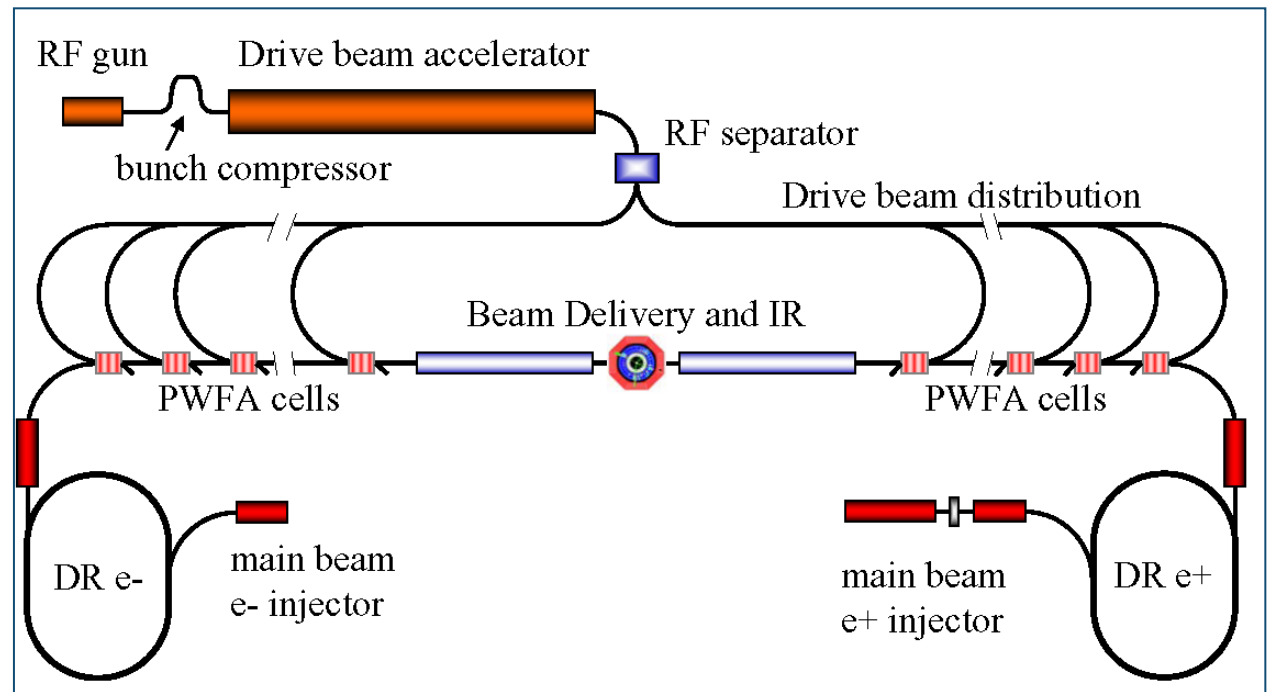 RF gun
Drive beam accelerator
bunch compressor
RF separator
Drive beam distribution
Beam Delivery and IR
PWFA cells
PWFA cells
DR e-
main beam
e- injector
main beam
e+ injector
DR e+